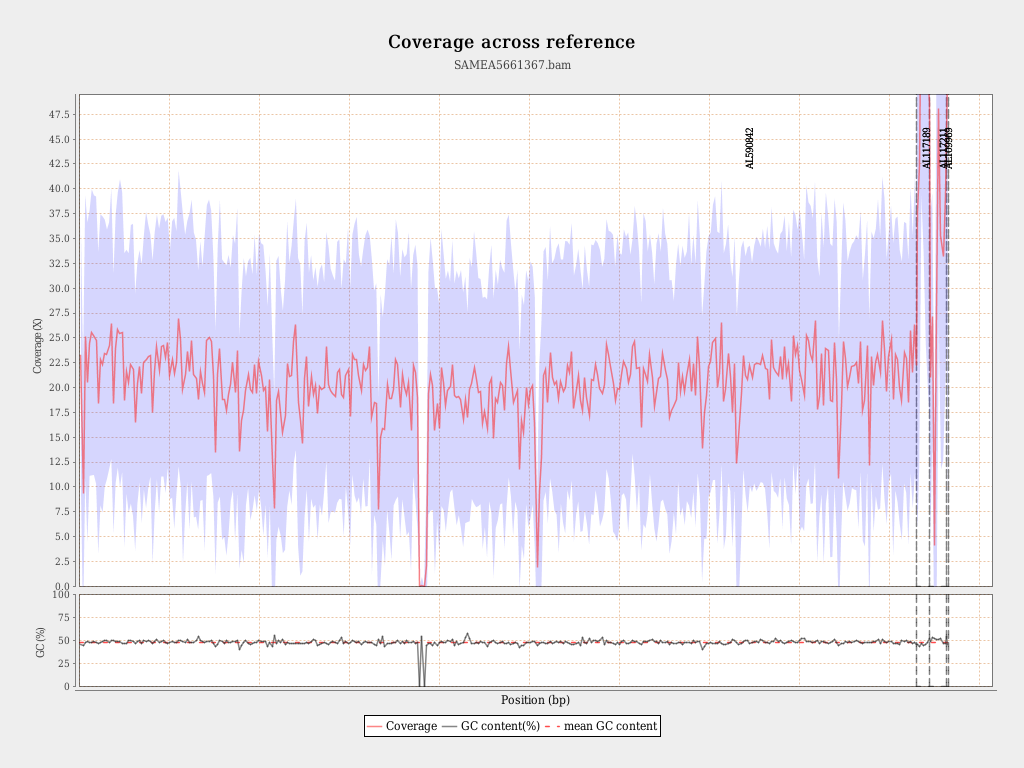 Coverage across reference
SAMEA5661367.bam
Coverage (X)
47.5
45.0
42.5
40.0
37.5
35.0
32.5
30.0
27.5
25.0
22.5
20.0
17.5
15.0
12.5
10.0
7.5
5.0
2.5
0.0
AL590842
AL117189
AL117211
AL109969
GC (%)
100
75
50
25
0
Position (bp)
Coverage GC content(%) mean GC content